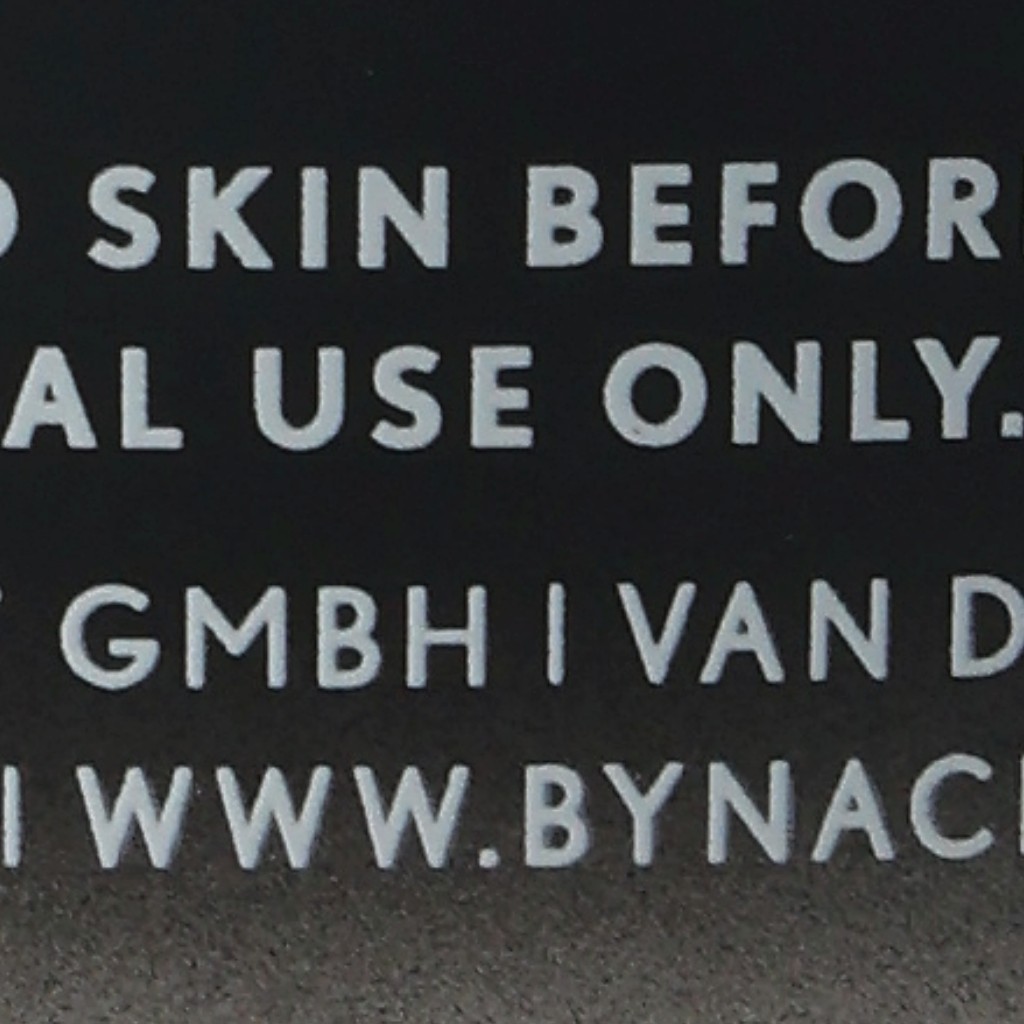 SKIN BEFOR
AL USE ONLY.
GMBH | VAN D
| WWW.BYNAC